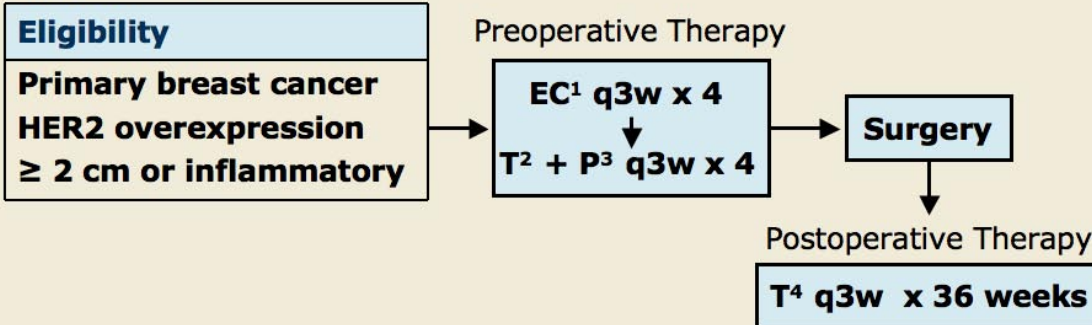 Eligibility
Primary breast cancer
HER2 overexpression
≥ 2 cm or inflammatory
Preoperative Therapy
EC¹ q3w x 4
T² + P³ q3w x 4
Surgery
Postoperative Therapy
T⁴ q3w x 36 weeks